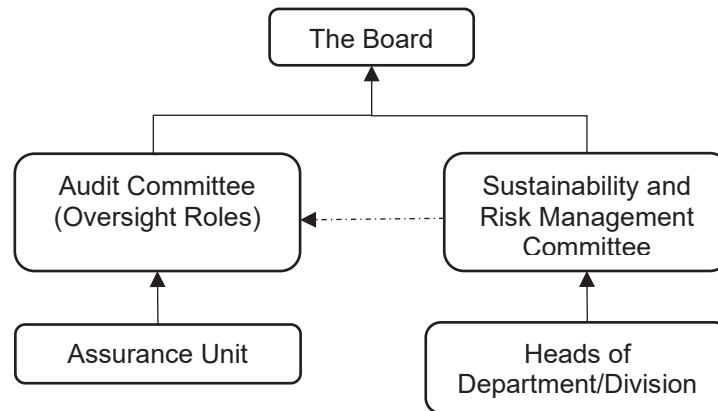 The Board
Audit Committee
(Oversight Roles)
Sustainability and
Risk Management
Committee
Assurance Unit
Heads of
Department/Division